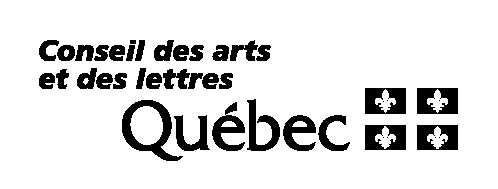 Conseil des arts
et des lettres
Québec